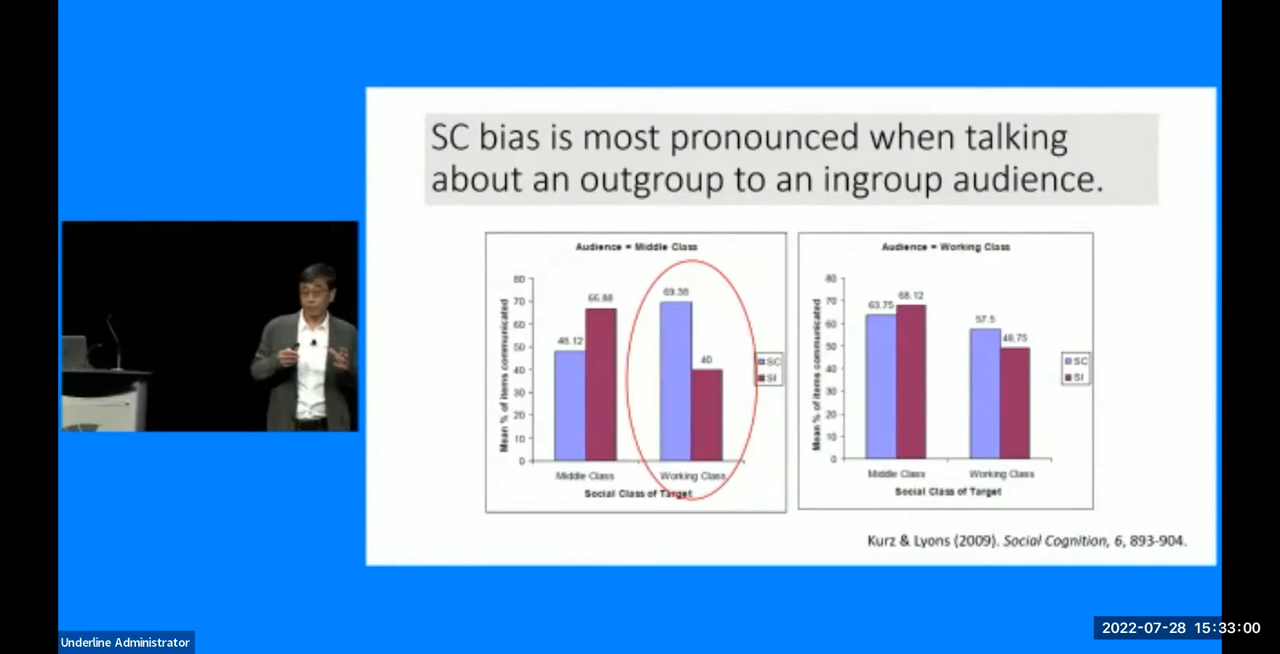 SC bias is most pronounced when talking
about an outgroup to an ingroup audience.
Audience = Middle Class
Mean % of items communicated
80
70
60
50
40
30
20
10
0
48.12
66.88
69.38
40
SC
SI
Middle Class
Working Class
Social Class of Target
Audience = Working Class
Mean % of items communicated
80
70
60
50
40
30
20
10
0
63.75
68.12
57.5
48.75
SC
SI
Middle Class
Working Class
Social Class of Target
Kurz & Lyons (2009). Social Cognition, 6, 893-904.
Underline Administrator
2022-07-28 15:33:00